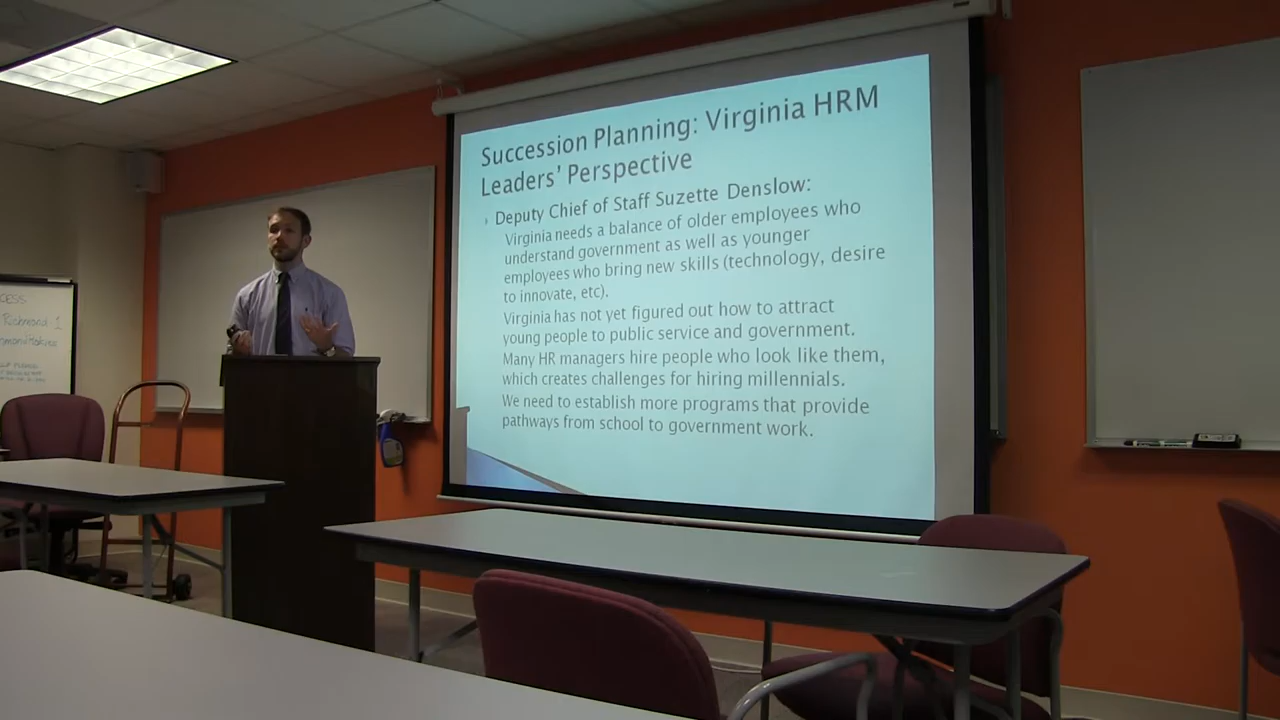 CESS
Richmond 1
Succession Planning: Virginia HRM
Leaders' Perspective
Deputy Chief of Staff Suzette Denslow:
Virginia needs a balance of older employees who
understand government as well as younger
employees who bring new skills (technology, desire
to innovate, etc).
Virginia has not yet figured out how to attract
young people to public service and government.
Many HR managers hire people who look like them,
which creates challenges for hiring millennials.
We need to establish more programs that provide
pathways from school to government work.